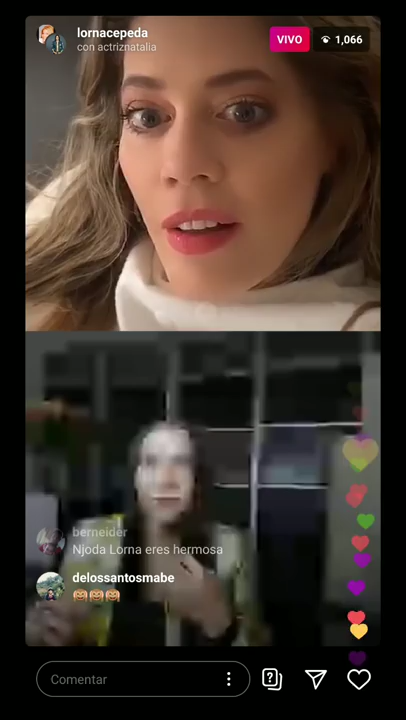 lornacepeda
con actriznatalia
VIVO
1,066
berneider
Njoda Lorna eres hermosa
delossantosmabe
Comentar